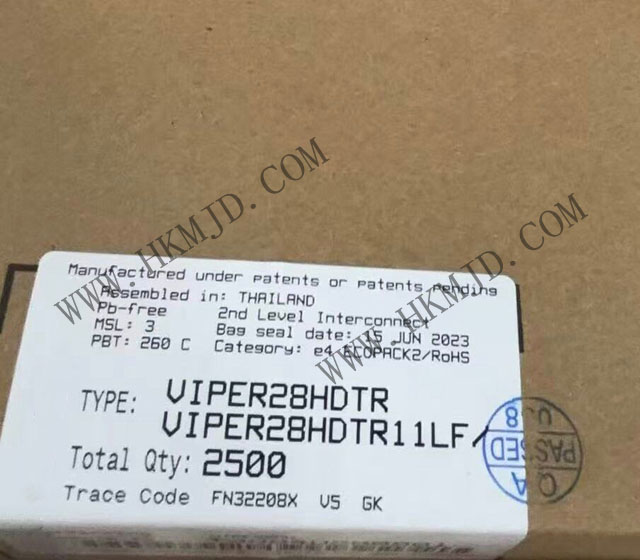 WWW.HKMJD.COM
WWW.HKMJD.COM
Manufactured under patents or patents pending
Assembled in: THAILAND
Pb-free 2nd Level Interconnect
MSL: 3 Bag seal date: 15 JUN 2023
PBT: 260 C Category: e4 ECOPACK2/RoHS
TYPE: VIPER28HDTR
VIPER28HDTR11LF/
Total Qty: 2500
Trace Code FN32208X V5 GK
QA
PASSED